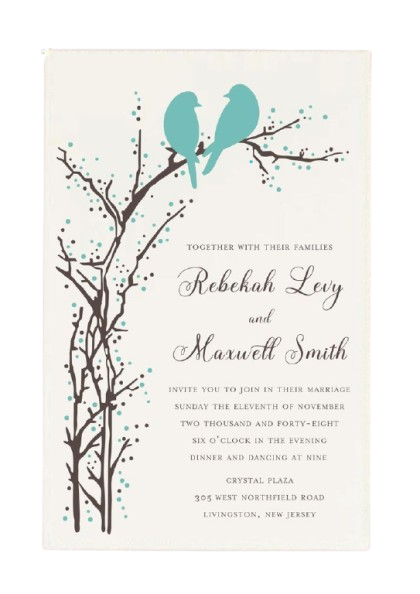 TOGETHER WITH THEIR FAMILIES
Rebekah Levy
and
Maxwell Smith
INVITE YOU TO JOIN IN THEIR MARRIAGE
SUNDAY THE ELEVENTH OF NOVEMBER
TWO THOUSAND AND FORTY-EIGHT
SIX O'CLOCK IN THE EVENING
DINNER AND DANCING AT NINE
CRYSTAL PLAZA
305 WEST NORTHFIELD ROAD
LIVINGSTON, NEW JERSEY